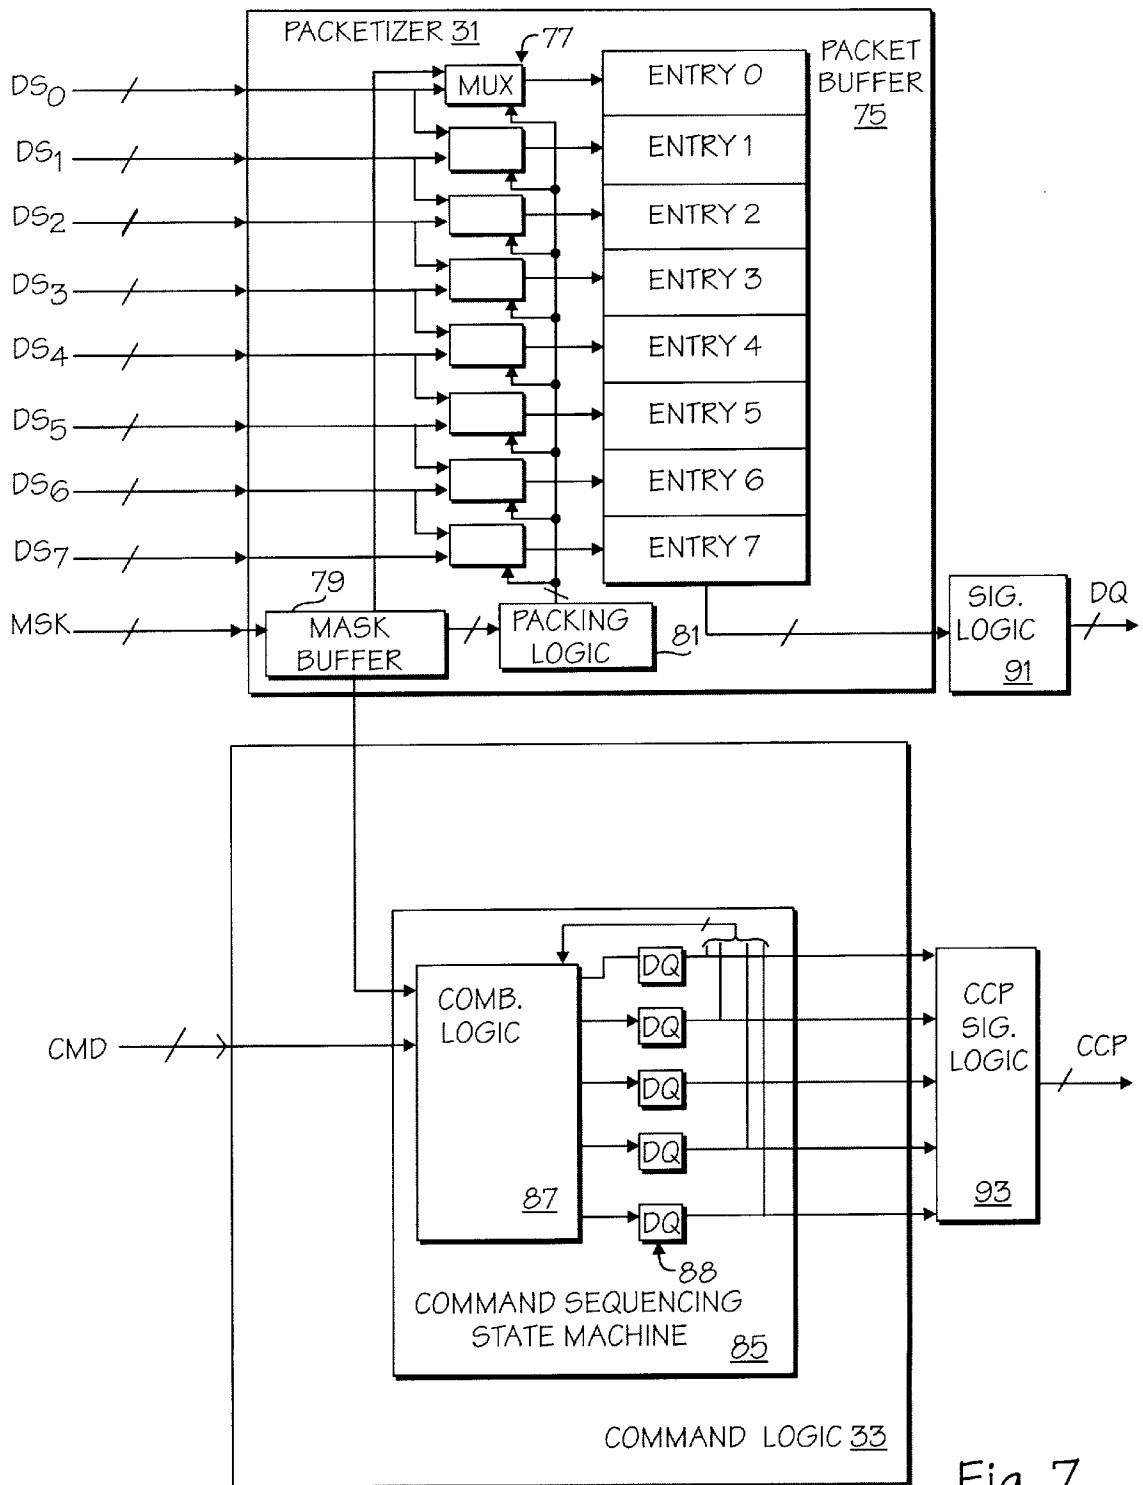 PACKETIZER 31
77
PACKET
BUFFER
75
DS0
MUX
ENTRY 0
DS1
ENTRY 1
DS2
ENTRY 2
DS3
ENTRY 3
DS4
ENTRY 4
DS5
ENTRY 5
DS6
ENTRY 6
DS7
ENTRY 7
79
MSK
MASK
BUFFER
PACKING
LOGIC
81
SIG.
LOGIC
91
DQ
COMB.
LOGIC
87
DQ
DQ
DQ
DQ
DQ
88
CMD
CCP
SIG.
LOGIC
93
CCP
COMMAND SEQUENCING
STATE MACHINE
85
COMMAND LOGIC 33
Fig. 7